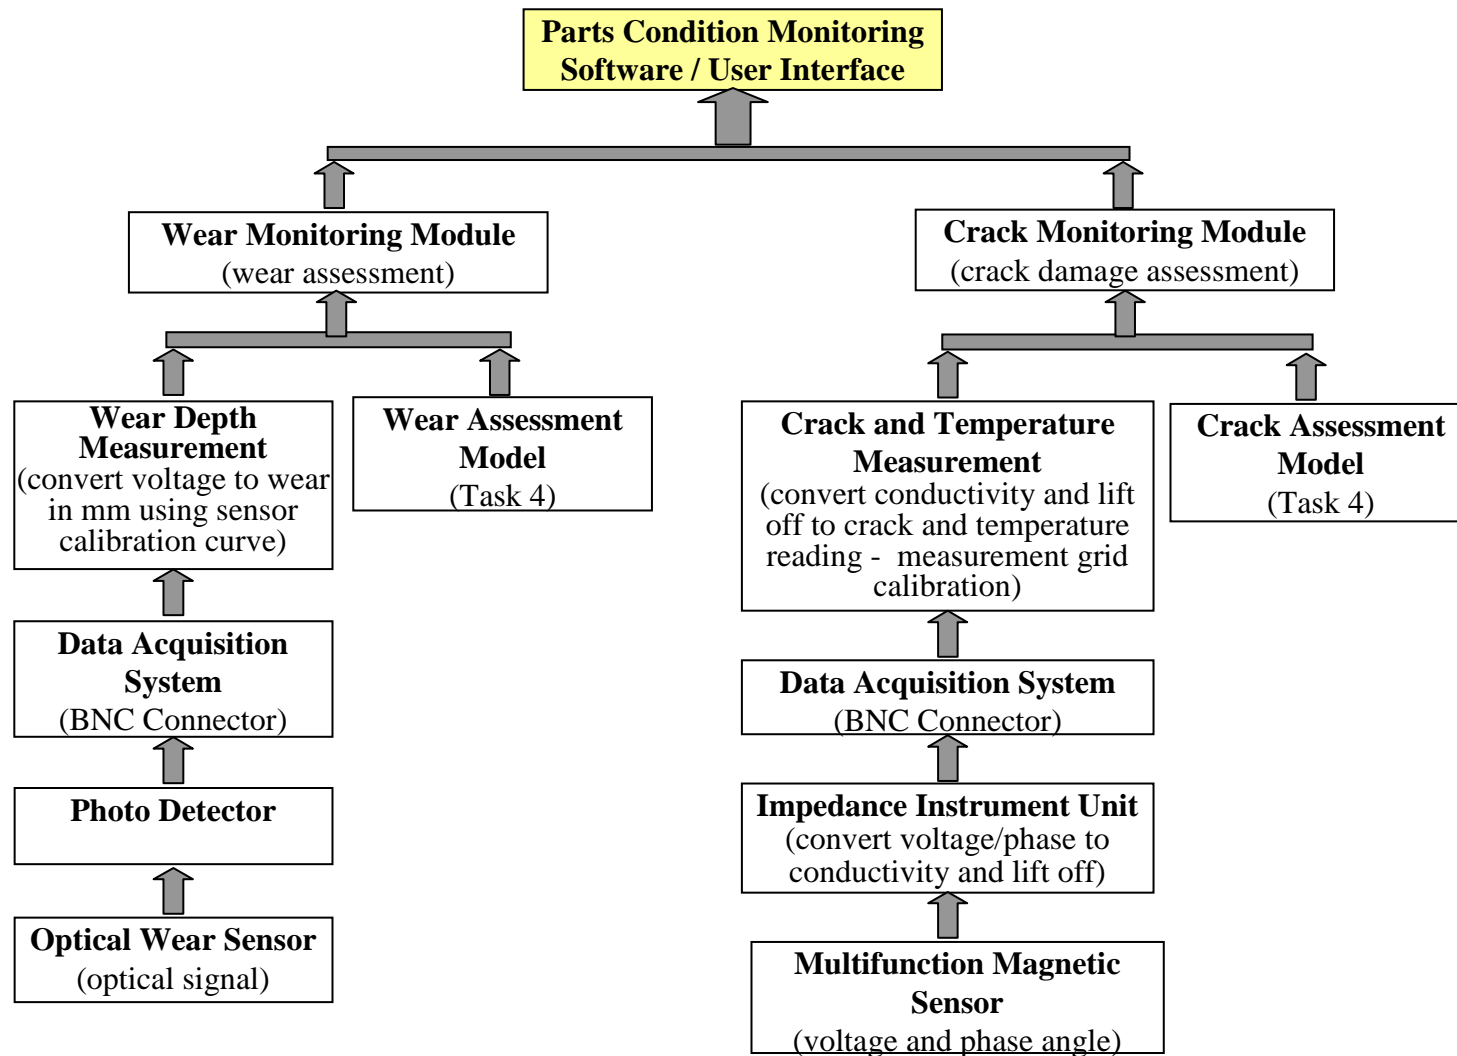 Parts Condition Monitoring
Software / User Interface
Wear Monitoring Module
(wear assessment)
Crack Monitoring Module
(crack damage assessment)
Wear Depth
Measurement
(convert voltage to wear
in mm using sensor
calibration curve)
Wear Assessment
Model
(Task 4)
Crack and Temperature
Measurement
(convert conductivity and lift
off to crack and temperature
reading - measurement grid
calibration)
Crack Assessment
Model
(Task 4)
Data Acquisition
System
(BNC Connector)
Data Acquisition System
(BNC Connector)
Photo Detector
Impedance Instrument Unit
(convert voltage/phase to
conductivity and lift off)
Optical Wear Sensor
(optical signal)
Multifunction Magnetic
Sensor
(voltage and phase angle)